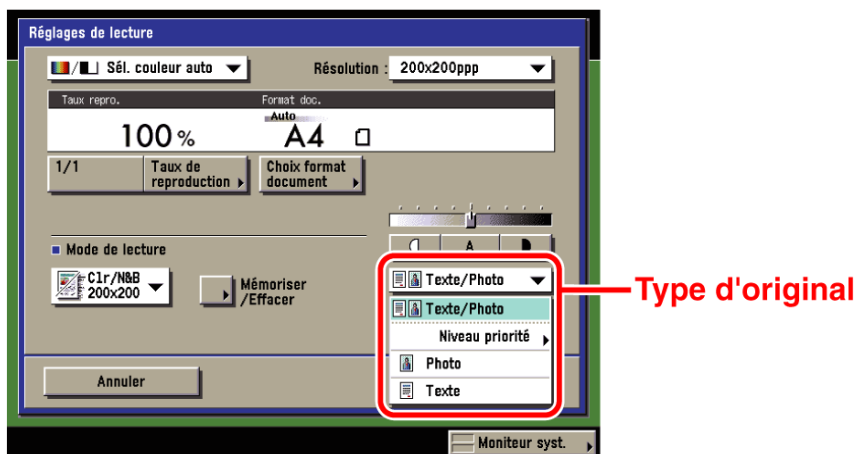 Réglages de lecture
Sél. couleur auto
Résolution : 200x200ppp
Taux repro.
Format doc.
Auto
100 %
A4
1/1
Taux de
reproduction
Choix format
document
A
Mode de lecture
Clr/N&B
200x200
Mémoriser
/Effacer
Texte/Photo
Texte/Photo
Niveau priorité
Photo
Texte
Type d'original
Annuler
Moniteur syst.